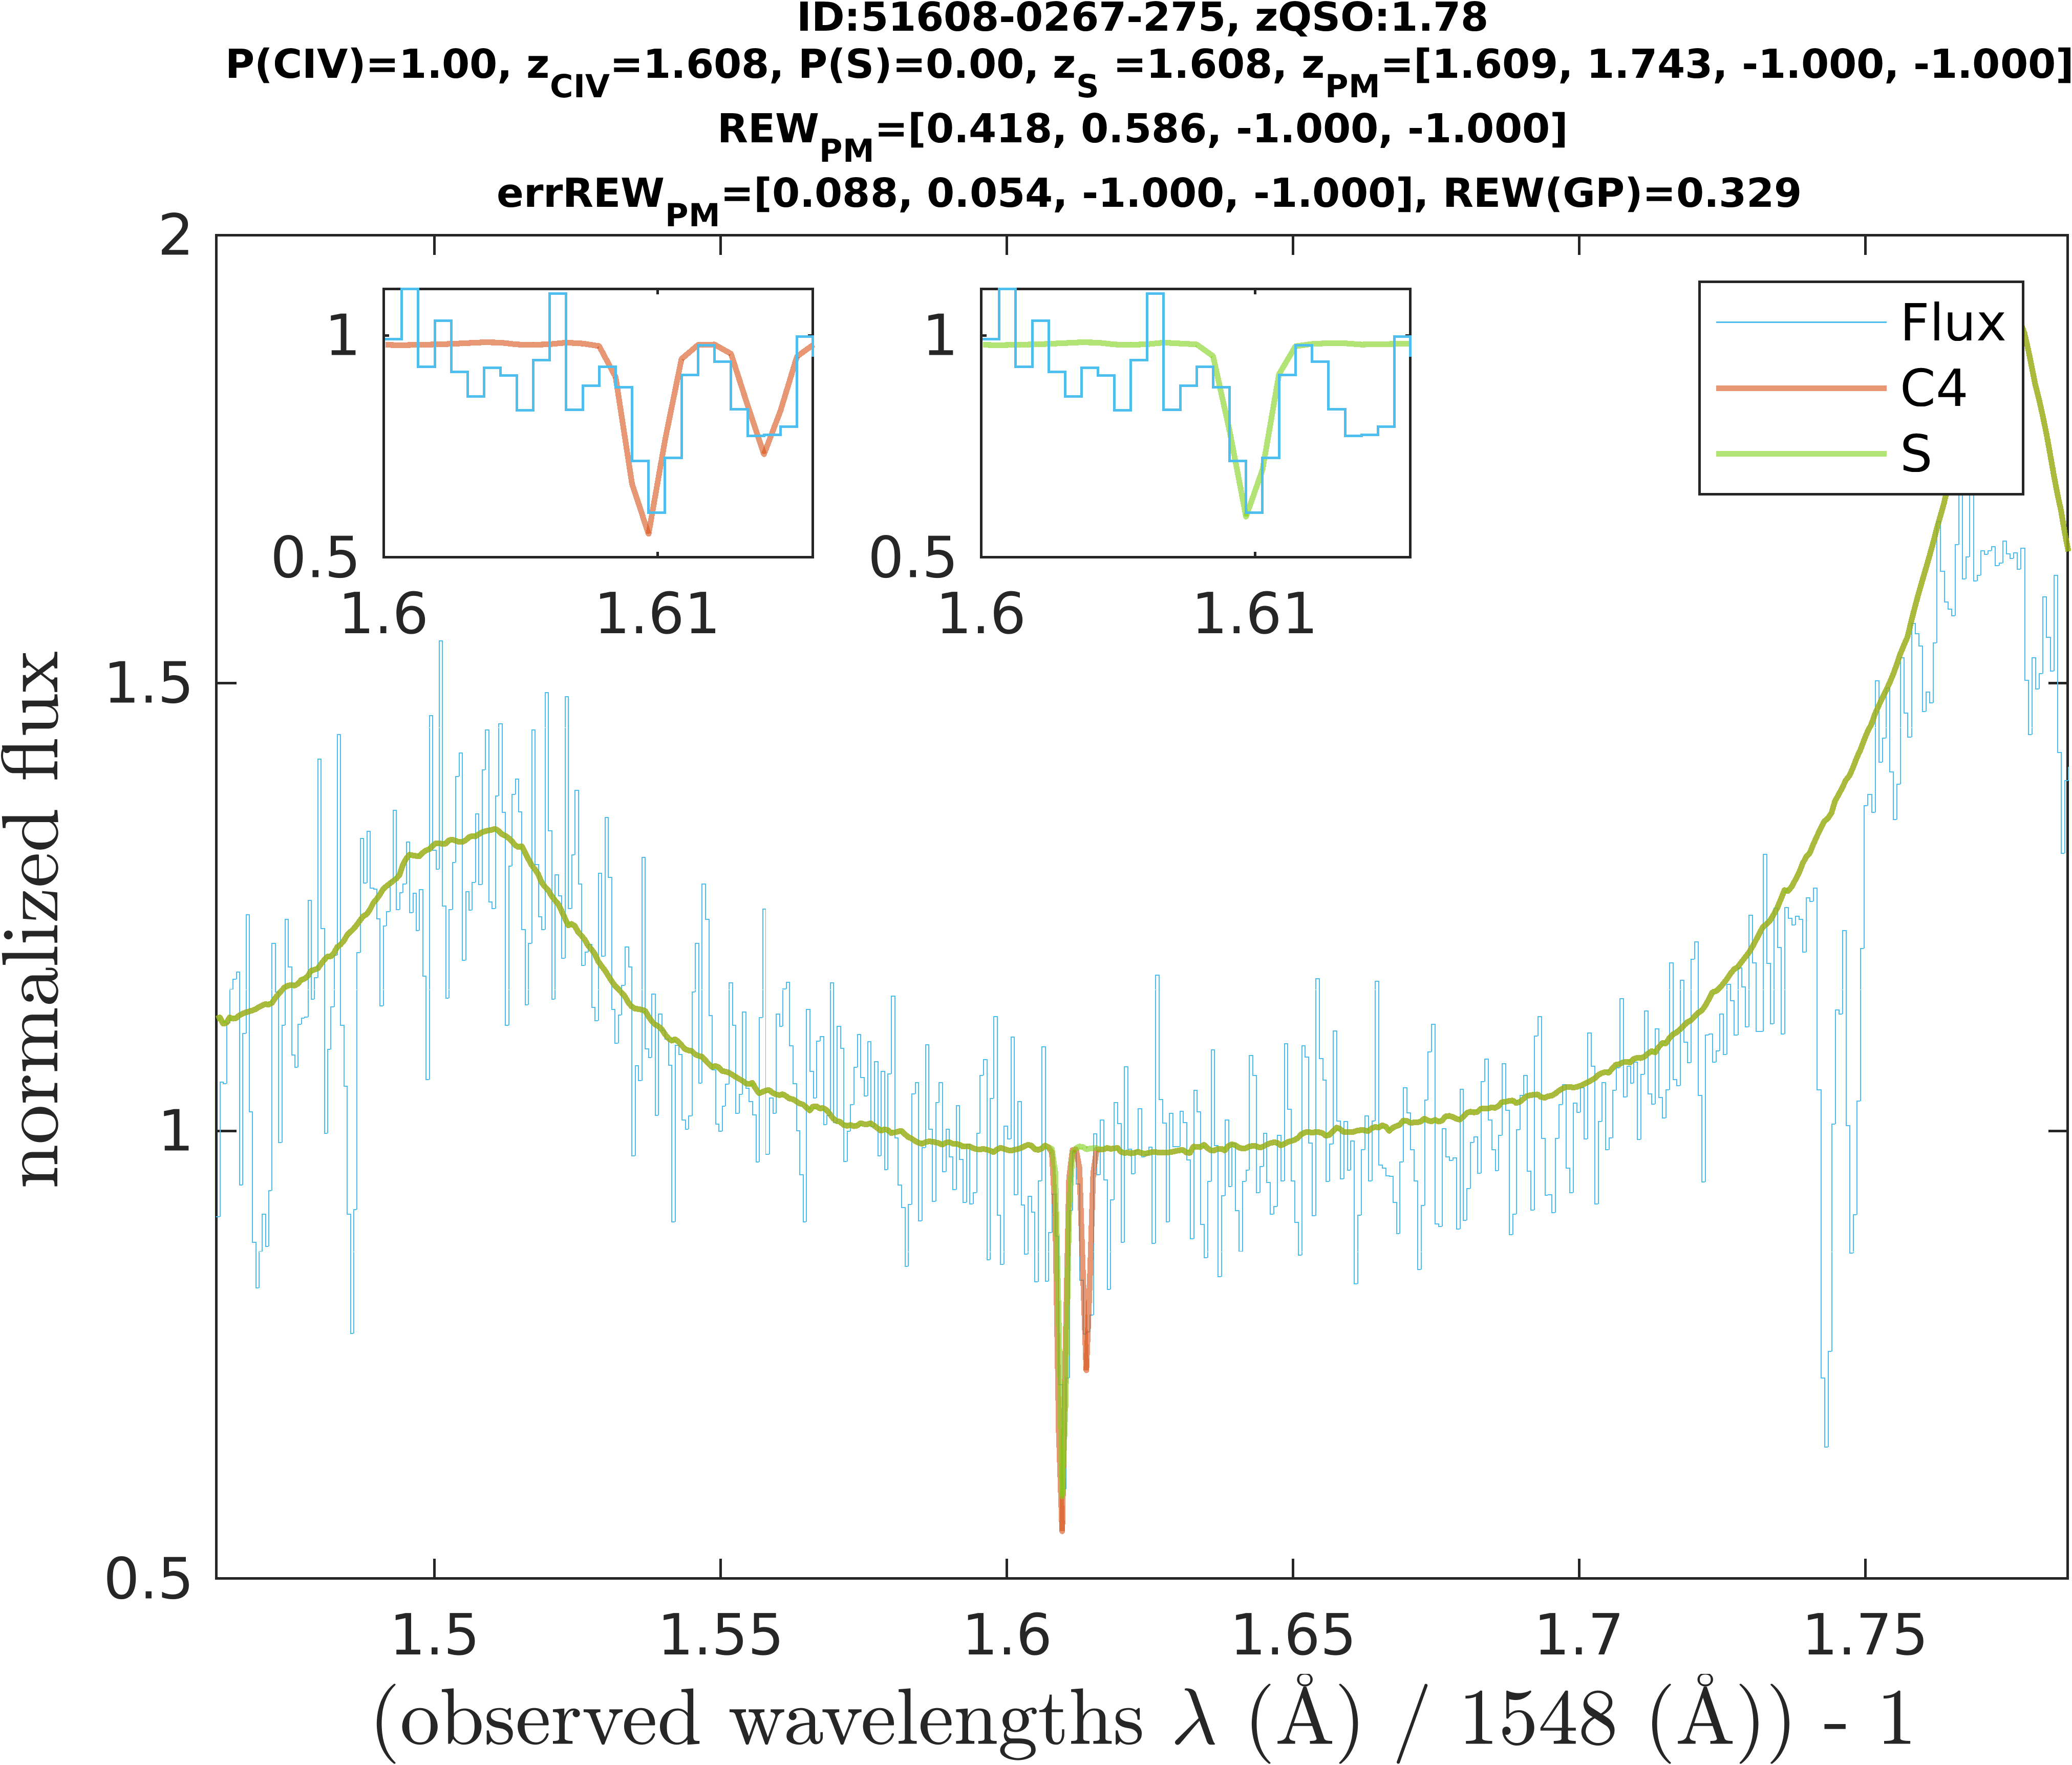 ID:51608-0267-275, zQSO:1.78
P(CIV)=1.00, zCIV=1.608, P(S)=0.00, zS =1.608, zPM=[1.609, 1.743, -1.000, -1.000]
REWPM=[0.418, 0.586, -1.000, -1.000]
errREWPM=[0.088, 0.054, -1.000, -1.000], REW(GP)=0.329
2
1.5
1
0.5
normalized flux
1
0.5
1.6 1.61
1
0.5
1.6 1.61
Flux
C4
S
1.5 1.55 1.6 1.65 1.7 1.75
(observed wavelengths λ (Å) / 1548 (Å)) - 1